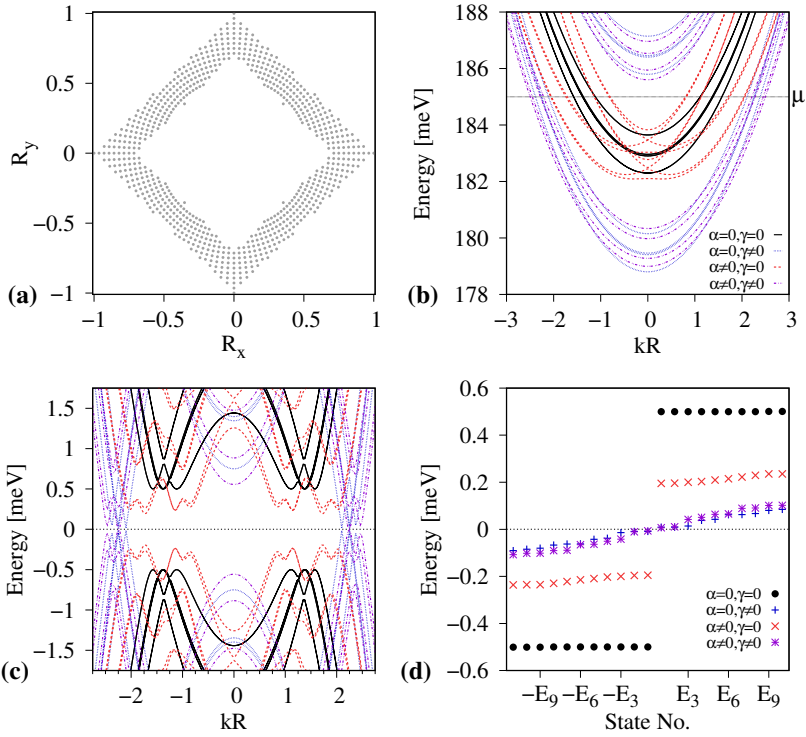 1
0.5
0
−0.5
−1
R_y
−1
−0.5
0
0.5
1
R_x
(a)
188
186
184
182
180
178
Energy [meV]
μ
α=0,γ=0
α=0,γ≠0
α≠0,γ=0
α≠0,γ≠0
−3
−2
−1
0
1
2
3
kR
(b)
1.5
1
0.5
0
−0.5
−1
−1.5
Energy [meV]
−2
−1
0
1
2
kR
(c)
0.6
0.4
0.2
0
−0.2
−0.4
−0.6
Energy [meV]
α=0,γ=0
α=0,γ≠0
α≠0,γ=0
α≠0,γ≠0
−E_9
−E_6
−E_3
E_3
E_6
E_9
State No.
(d)